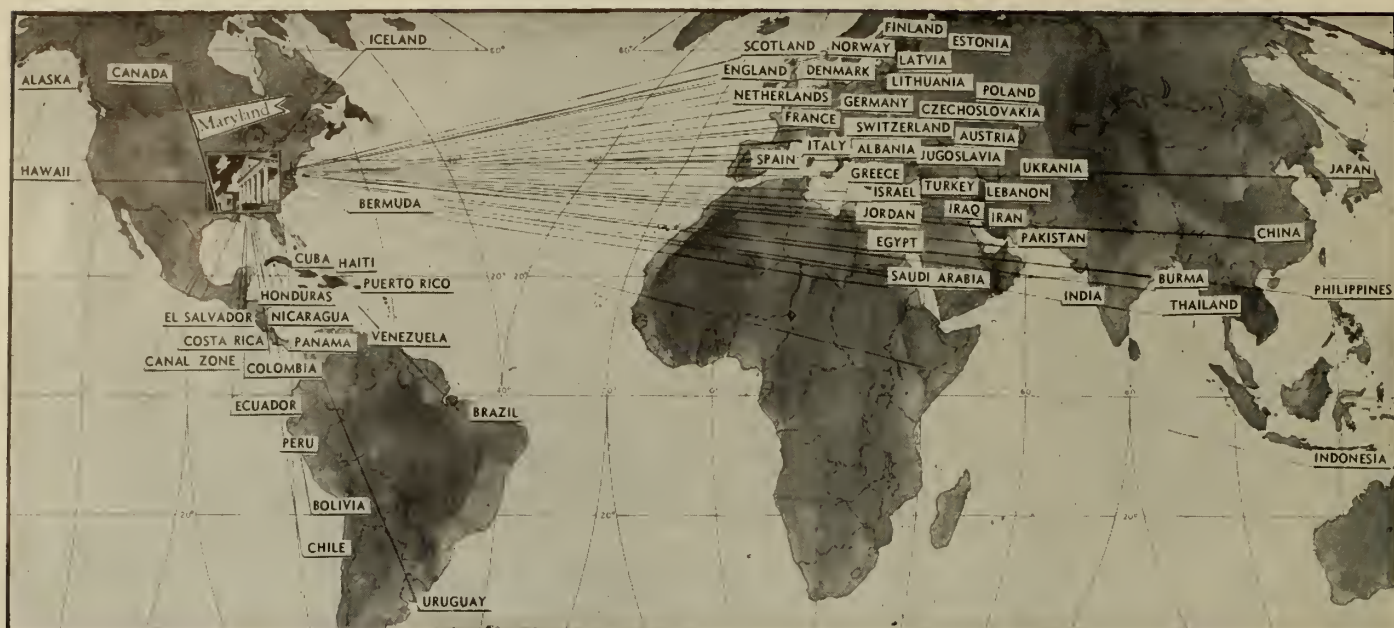 ICELAND
CANADA
ALASKA
Maryland
HAWAII
BERMUDA
CUBA
HAITI
PUERTO RICO
HONDURAS
EL SALVADOR
NICARAGUA
COSTA RICA
PANAMA
VENEZUELA
CANAL ZONE
COLOMBIA
ECUADOR
BRAZIL
PERU
BOLIVIA
CHILE
URUGUAY
FINLAND
SCOTLAND
NORWAY
ESTONIA
LATVIA
ENGLAND
DENMARK
LITHUANIA
POLAND
NETHERLANDS
GERMANY
CZECHOSLOVAKIA
FRANCE
SWITZERLAND
AUSTRIA
ITALY
ALBANIA
JUGOSLAVIA
SPAIN
UKRANIA
JAPAN
GREECE
ISRAEL
TURKEY
LEBANON
JORDAN
IRAQ
IRAN
EGYPT
PAKISTAN
CHINA
SAUDI ARABIA
BURMA
INDIA
THAILAND
PHILIPPINES
INDONESIA